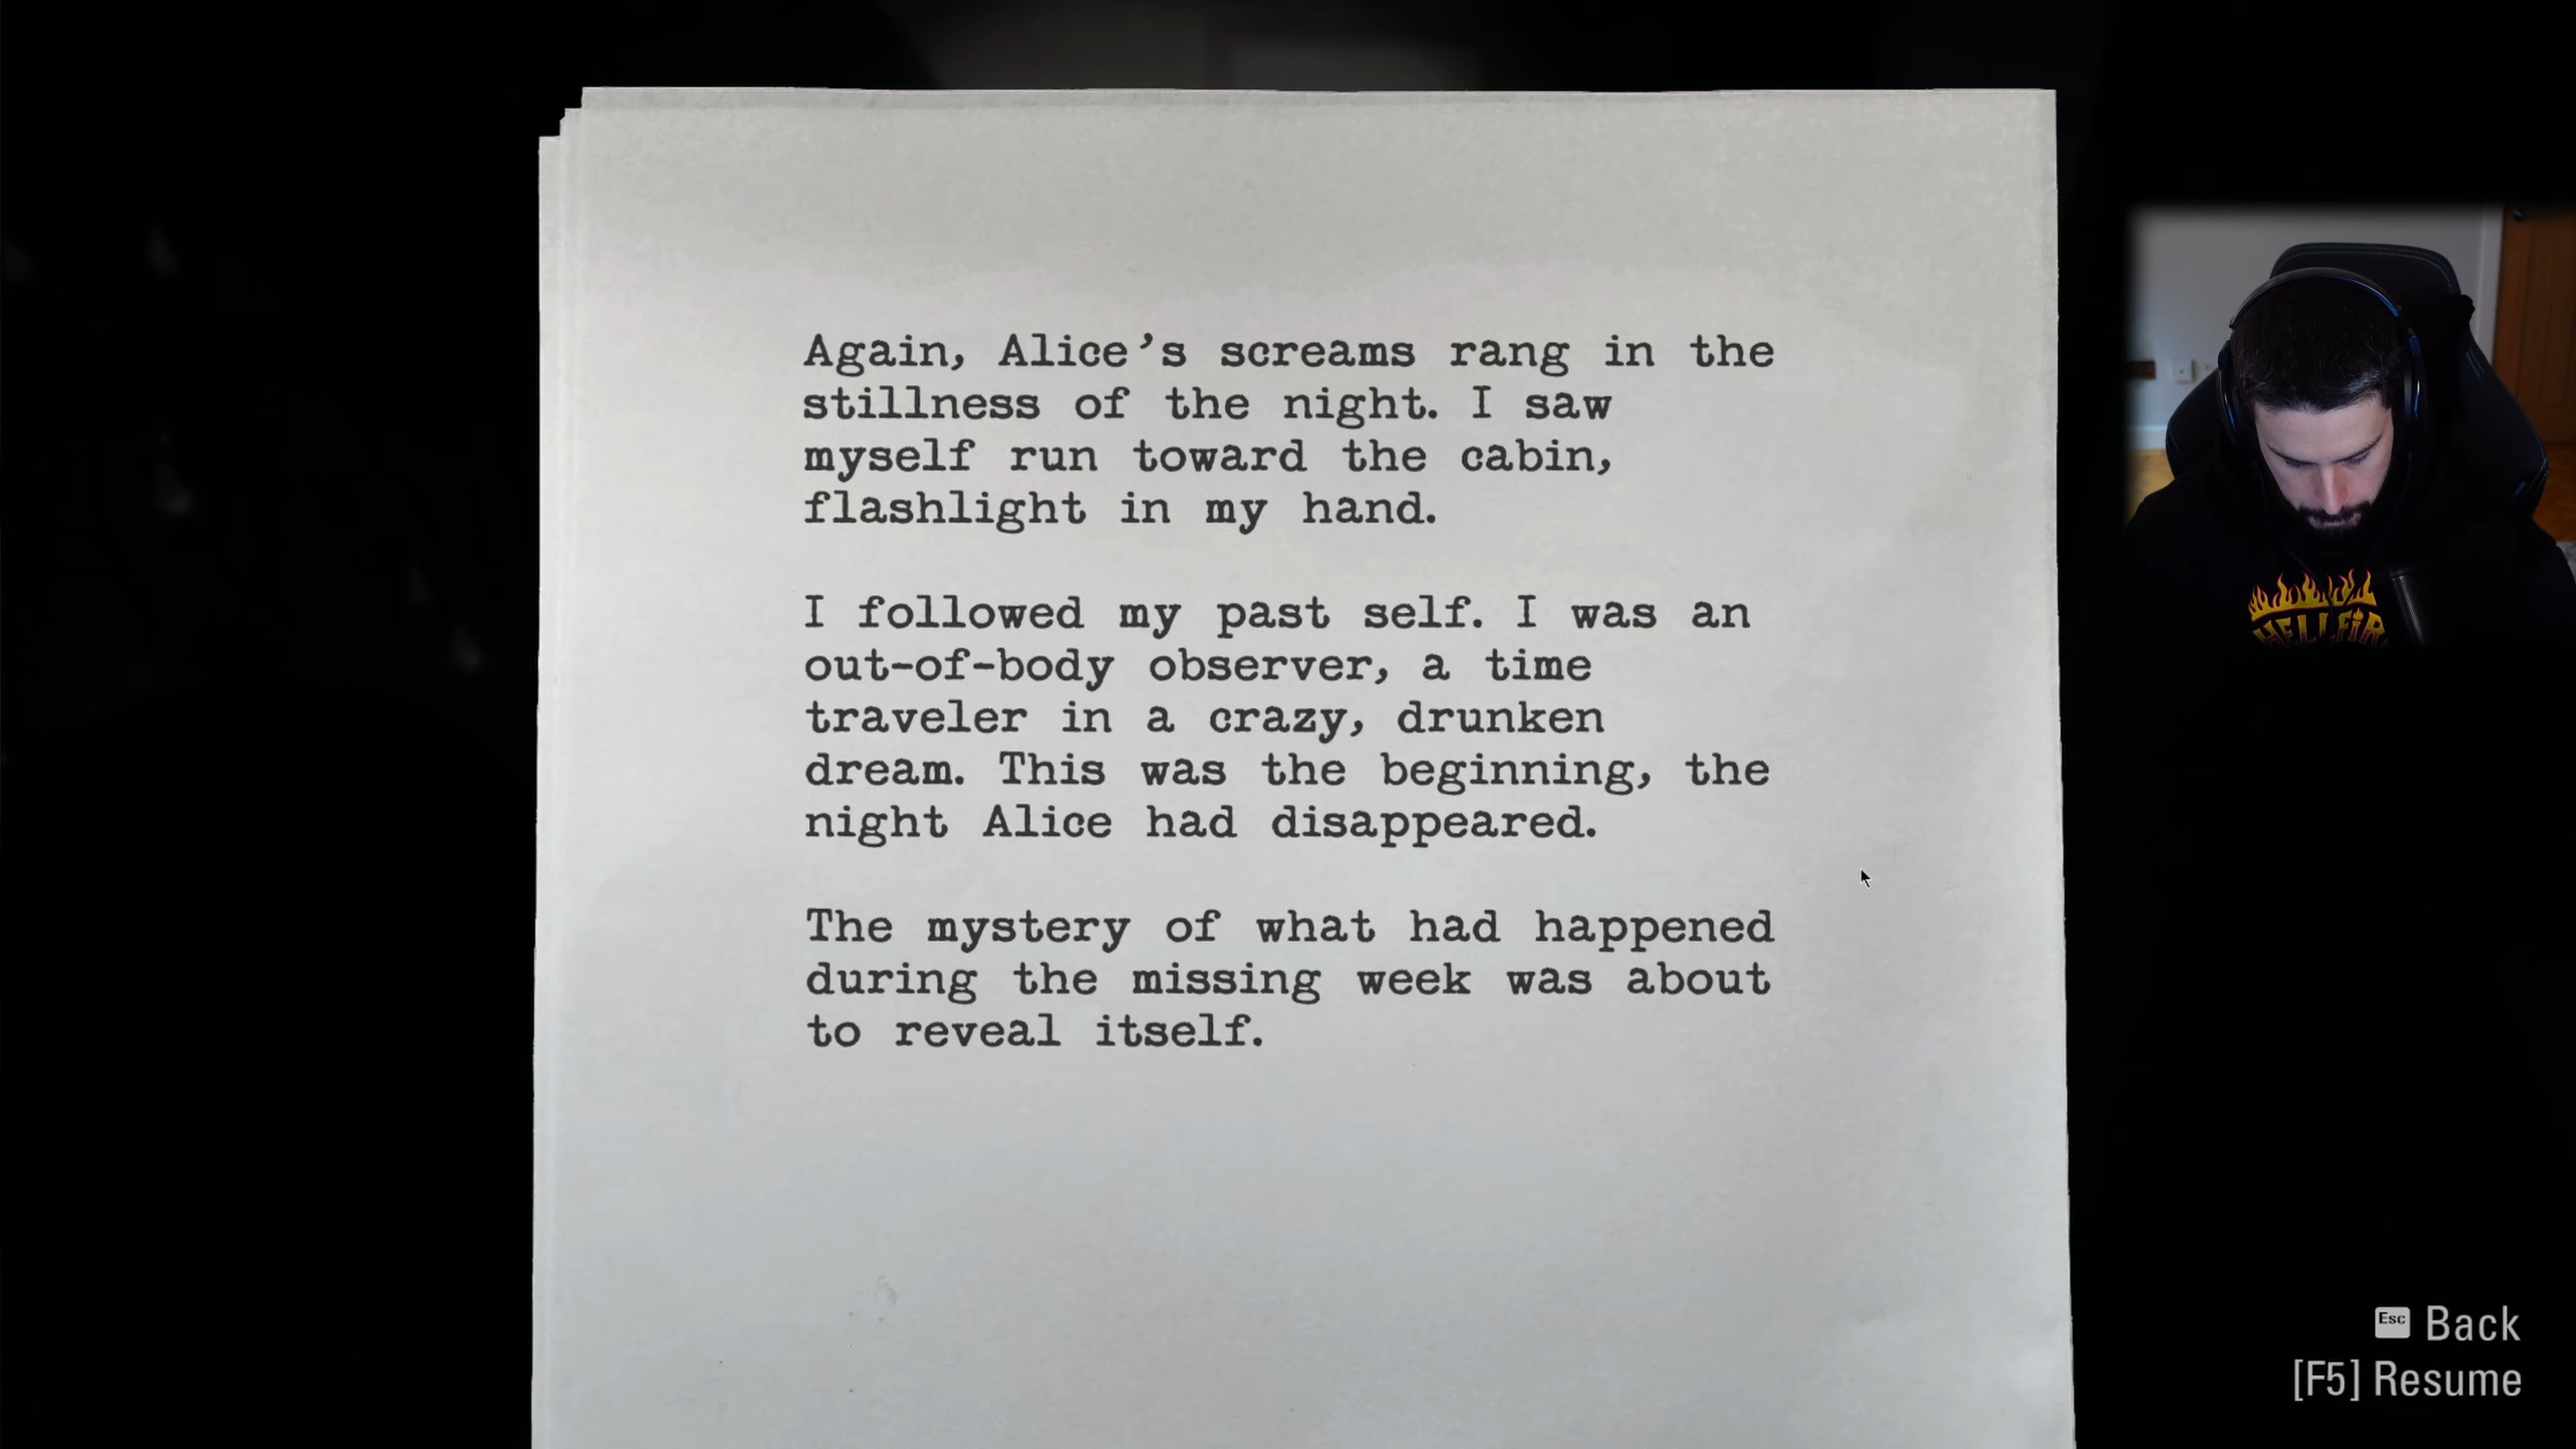 Again, Alice’s screams rang in the
stillness of the night. I saw
myself run toward the cabin,
flashlight in my hand.
I followed my past self. I was an
out-of-body observer, a time
traveler in a crazy, drunken
dream. This was the beginning, the
night Alice had disappeared.
The mystery of what had happened
during the missing week was about
to reveal itself.
HELLFIR
Esc Back
[F5] Resume